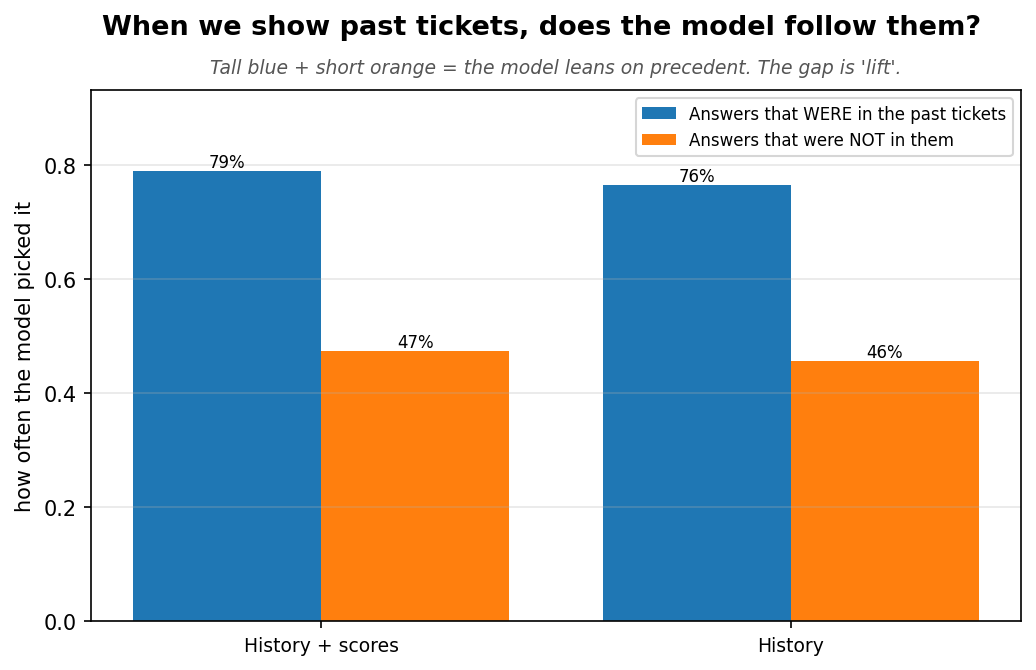 When we show past tickets, does the model follow them?
Tall blue + short orange = the model leans on precedent. The gap is 'lift'.
Answers that WERE in the past tickets
Answers that were NOT in them
how often the model picked it
0.8
0.6
0.4
0.2
0.0
79%
47%
76%
46%
History + scores
History